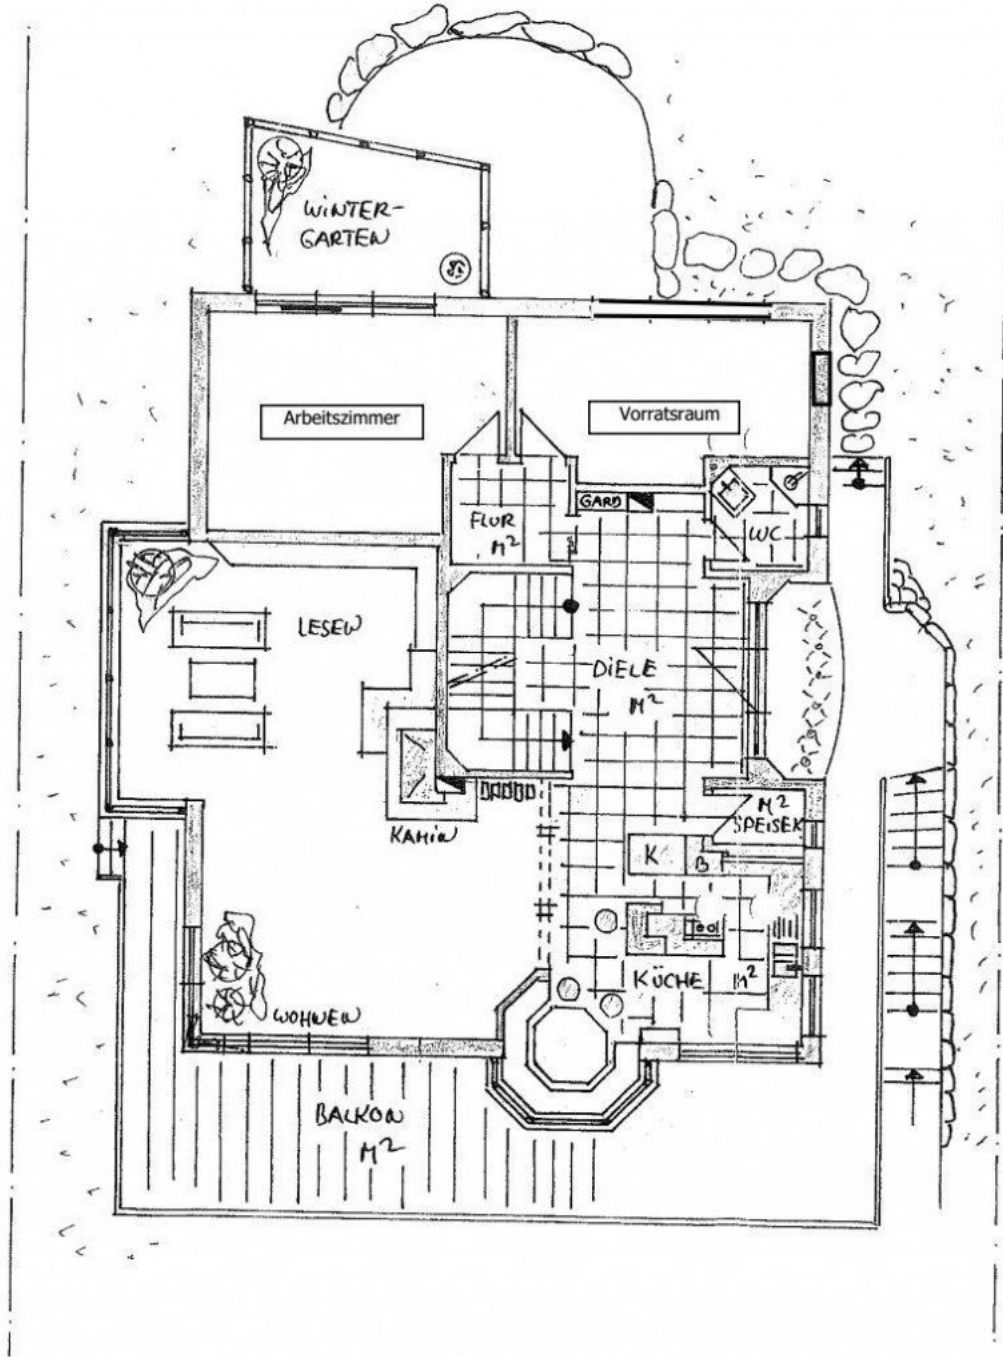 WINTER-
GARTEN
Arbeitszimmer
Vorratsraum
GARD
FLUR
M²
WC
LESEN
DIELE
M²
M²
SPEISEK
KAMIN
K
B
KÜCHE M²
WOHNEN
BALKON
M²